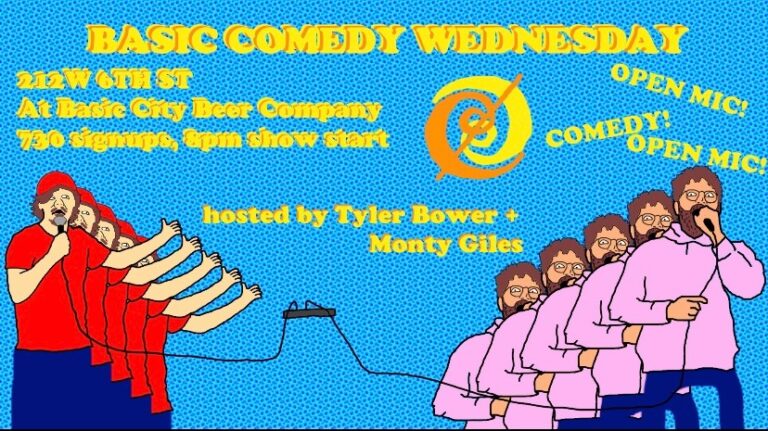 BASIC COMEDY WEDNESDAY
212W 6TH ST
At Basic City Beer Company
730 signups, 8pm show start
OPEN MIC!
COMEDY!
OPEN MIC!
hosted by Tyler Bower +
Monty Giles